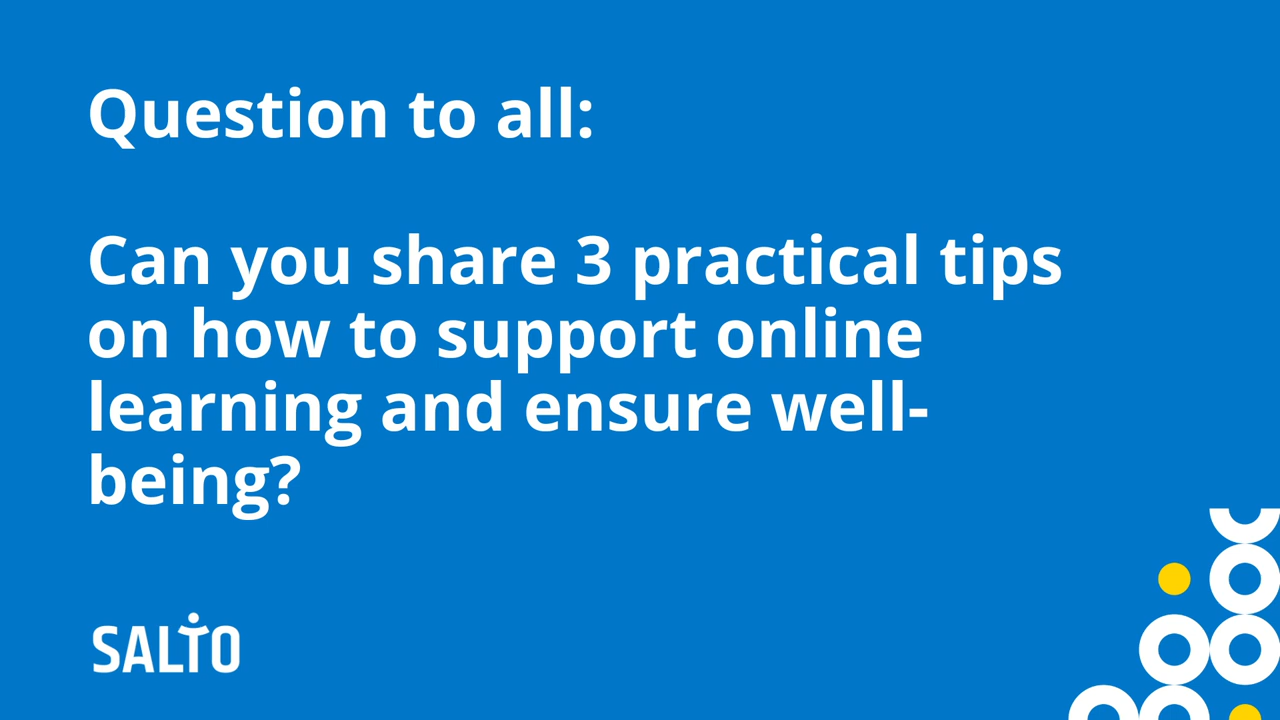 Question to all:
Can you share 3 practical tips
on how to support online
learning and ensure well-
being?
SALTO